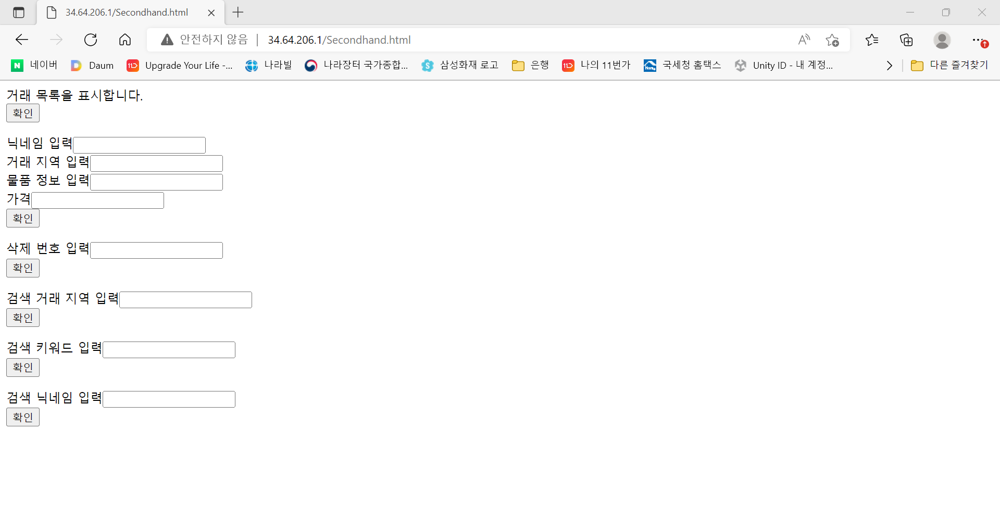 34.64.206.1/Secondhand.html
안전하지 않음 34.64.206.1/Secondhand.html
네이버 Daum Upgrade Your Life -... 나라빌 나라장터 국가종합... 삼성화재 로고 은행 나의 11번가 국세청 홈택스 Unity ID - 내 계정... 다른 즐겨찾기
거래 목록을 표시합니다.
확인
닉네임 입력
거래 지역 입력
물품 정보 입력
가격
확인
삭제 번호 입력
확인
검색 거래 지역 입력
확인
검색 키워드 입력
확인
검색 닉네임 입력
확인